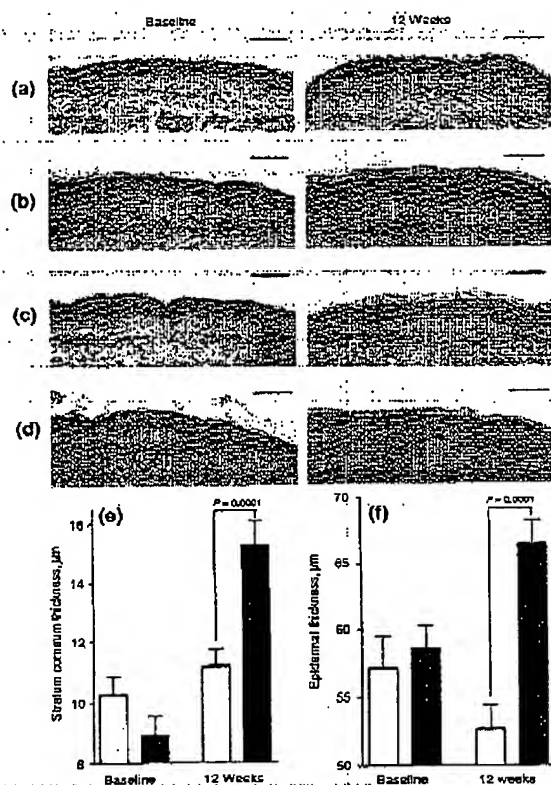 Baseline 12 Weeks
(a)
(b)
(c)
(d)
(e) P = 0.0001
16
14
12
11
10
8
Stratum corneum thickness, µm
Baseline 12 Weeks
(f) P = 0.0001
70
65
60
55
50
Epidermal thickness, µm
Baseline 12 weeks